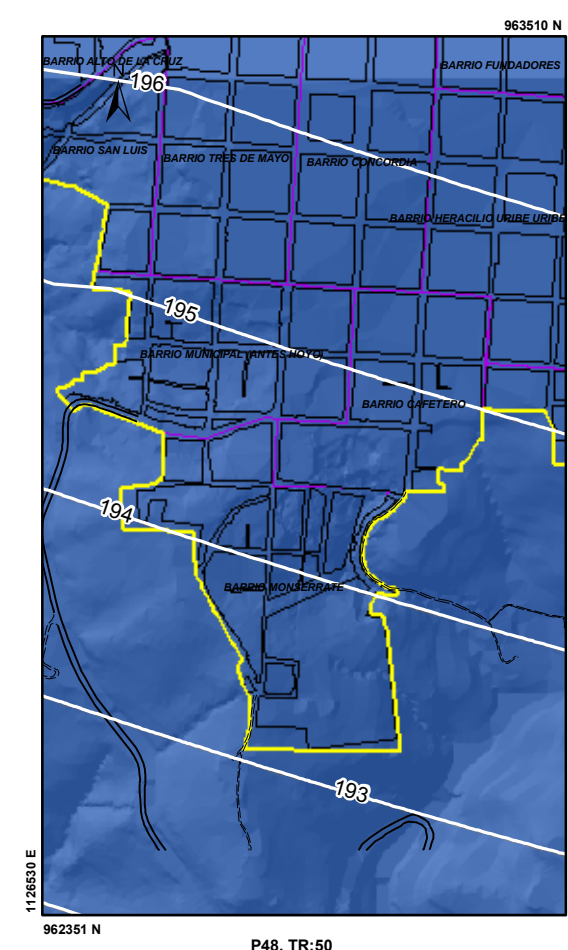 963510 N
BARRIO ALTO DE LA CRUZ
BARRIO FUNDADORES
196
BARRIO SAN LUIS
BARRIO TRES DE MAYO
BARRIO CONCORDIA
BARRIO HERACILIO URIBE URIBE
195
BARRIO MUNICIPAL (ANTES HOYO)
BARRIO CAFETERO
194
BARRIO MONSERRATE
193
1126530 E
962351 N
P48, TR:50